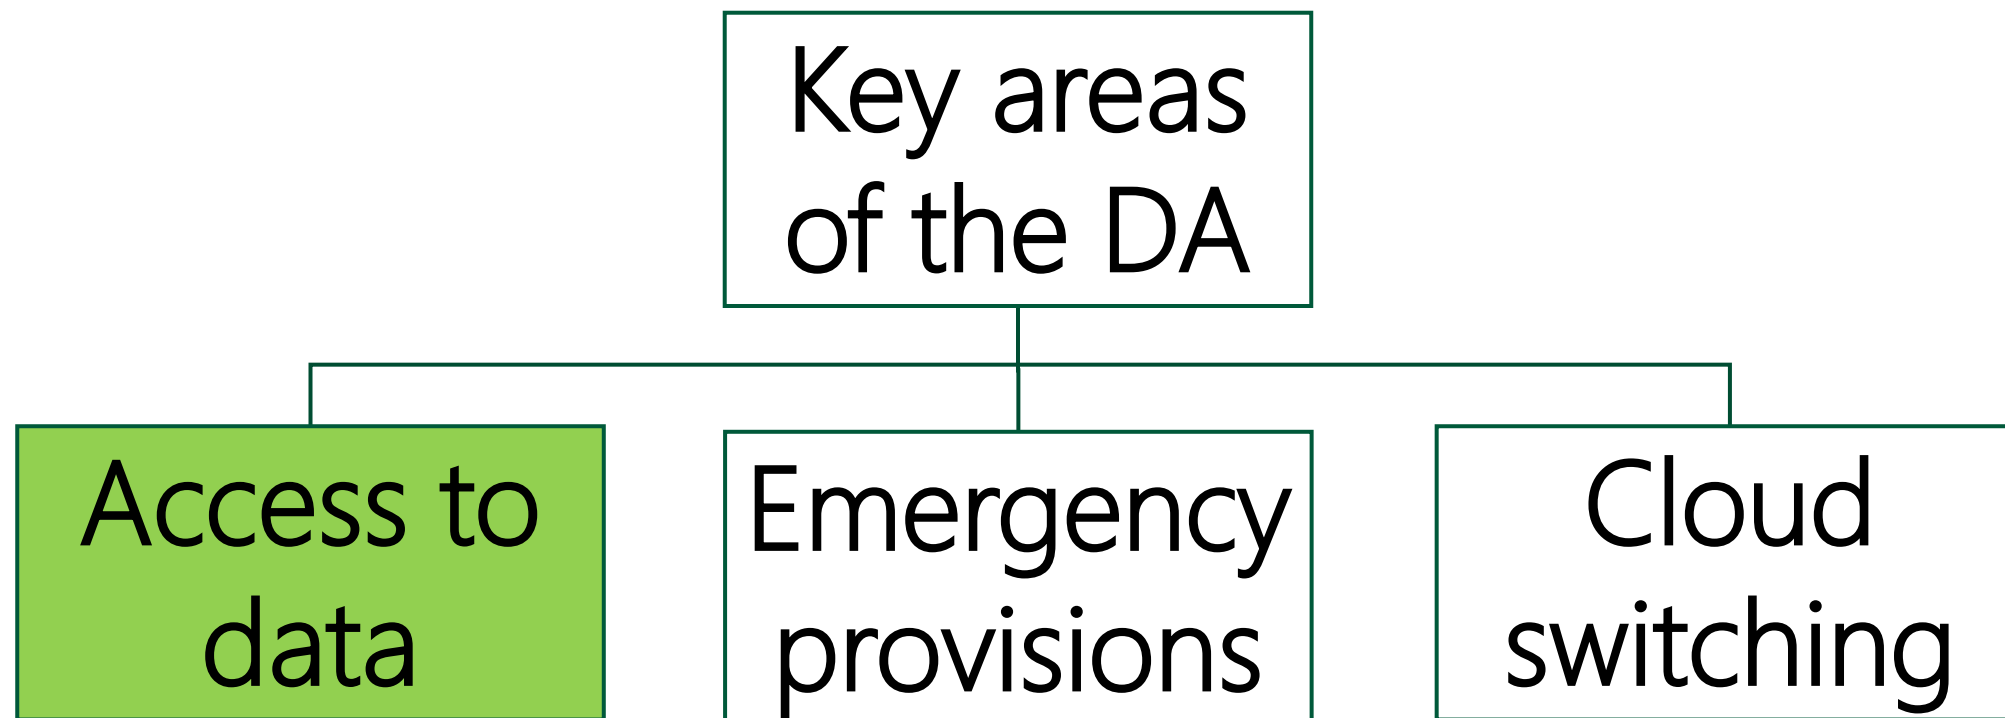 Key areas
of the DA
Access to
data
Emergency
provisions
Cloud
switching